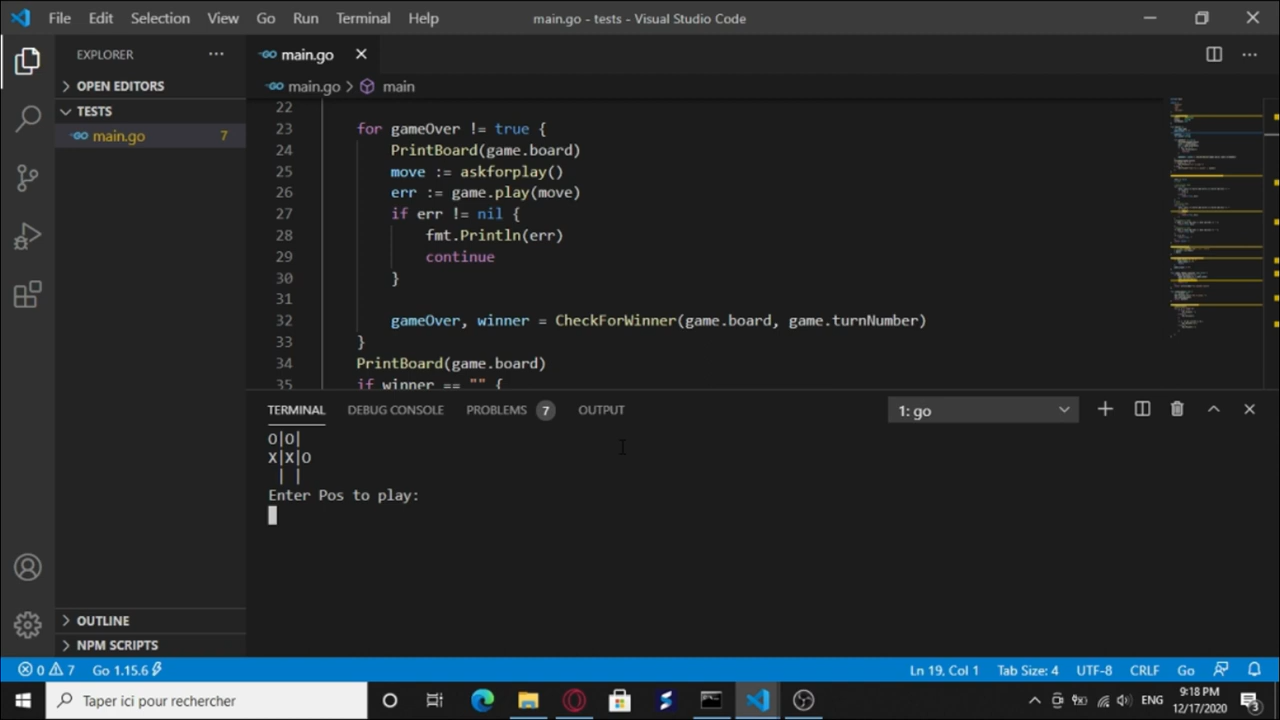 File Edit Selection View Go Run Terminal Help
main.go - tests - Visual Studio Code
EXPLORER
OPEN EDITORS
TESTS
main.go 7
main.go
main.go > main
22
23 for gameOver != true {
24 PrintBoard(game.board)
25 move := askforplay()
26 err := game.play(move)
27 if err != nil {
28 fmt.Println(err)
29 continue
30 }
31
32 gameOver, winner = CheckForWinner(game.board, game.turnNumber)
33 }
34 PrintBoard(game.board)
35 if winner == "" {
TERMINAL DEBUG CONSOLE PROBLEMS 7 OUTPUT
1: go
O|O|
X|X|O
 | |
Enter Pos to play:
OUTLINE
NPM SCRIPTS
0 7 Go 1.15.6
Ln 19, Col 1 Tab Size: 4 UTF-8 CRLF Go
Taper ici pour rechercher
ENG
9:18 PM
12/17/2020
3